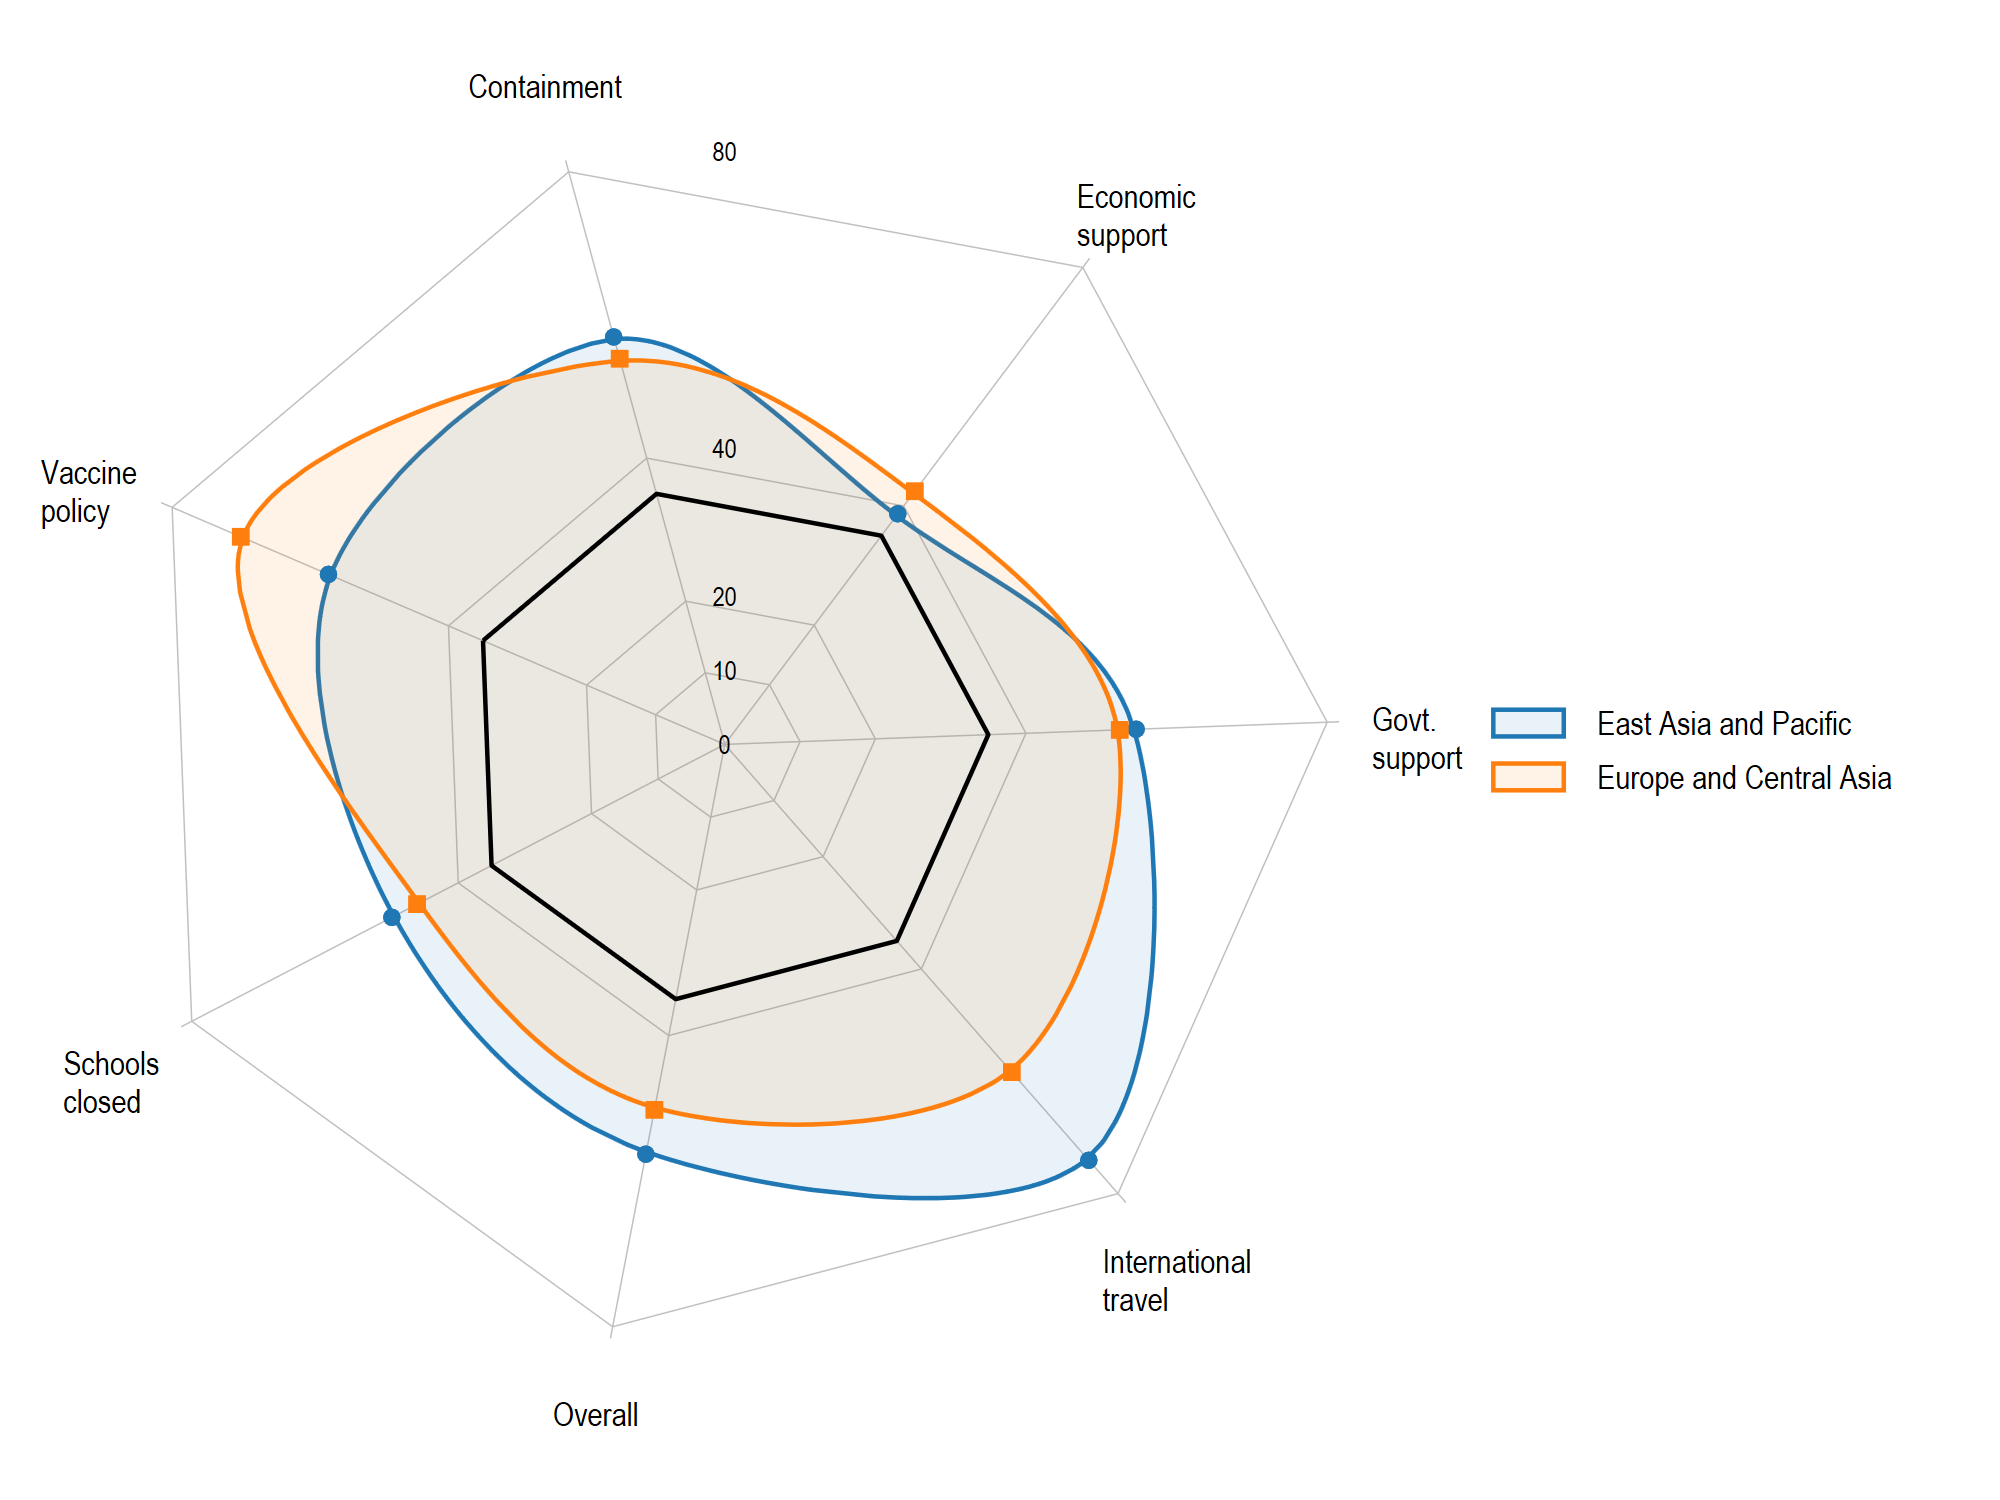 Containment
80
Economic
support
40
Vaccine
policy
20
10
0
Govt.
support
East Asia and Pacific
Europe and Central Asia
Schools
closed
International
travel
Overall